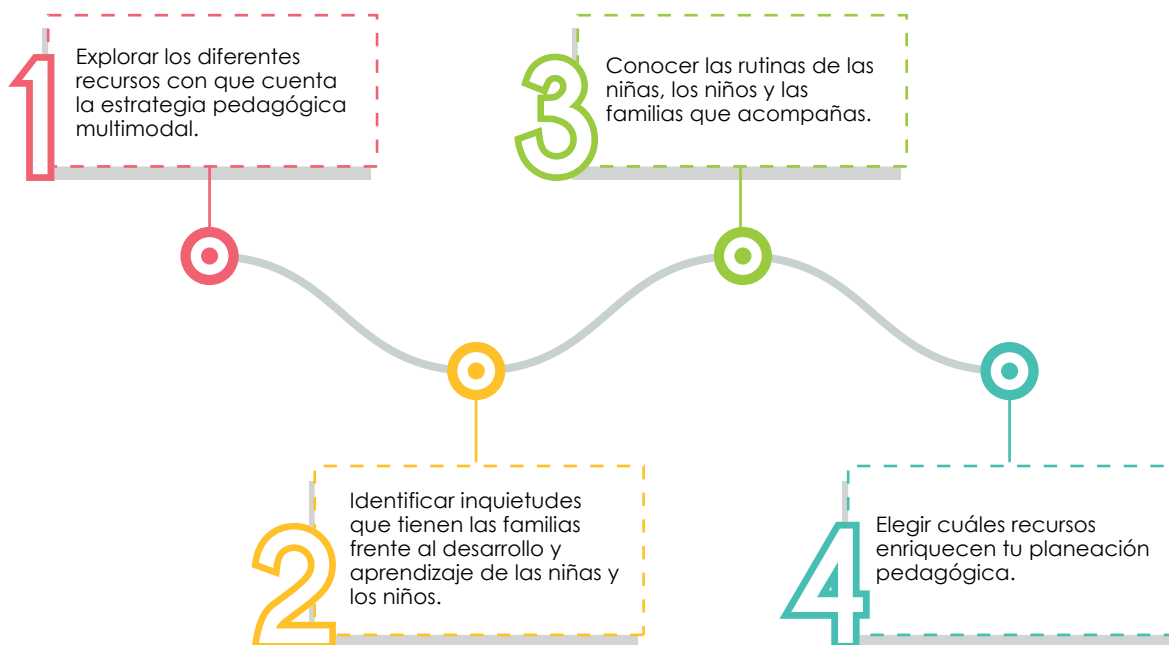 1
Explorar los diferentes
recursos con que cuenta
la estrategia pedagógica
multimodal.
2
Identificar inquietudes
que tienen las familias
frente al desarrollo y
aprendizaje de las niñas y
los niños.
3
Conocer las rutinas de las
niñas, los niños y las
familias que acompañas.
4
Elegir cuáles recursos
enriquecen tu planeación
pedagógica.